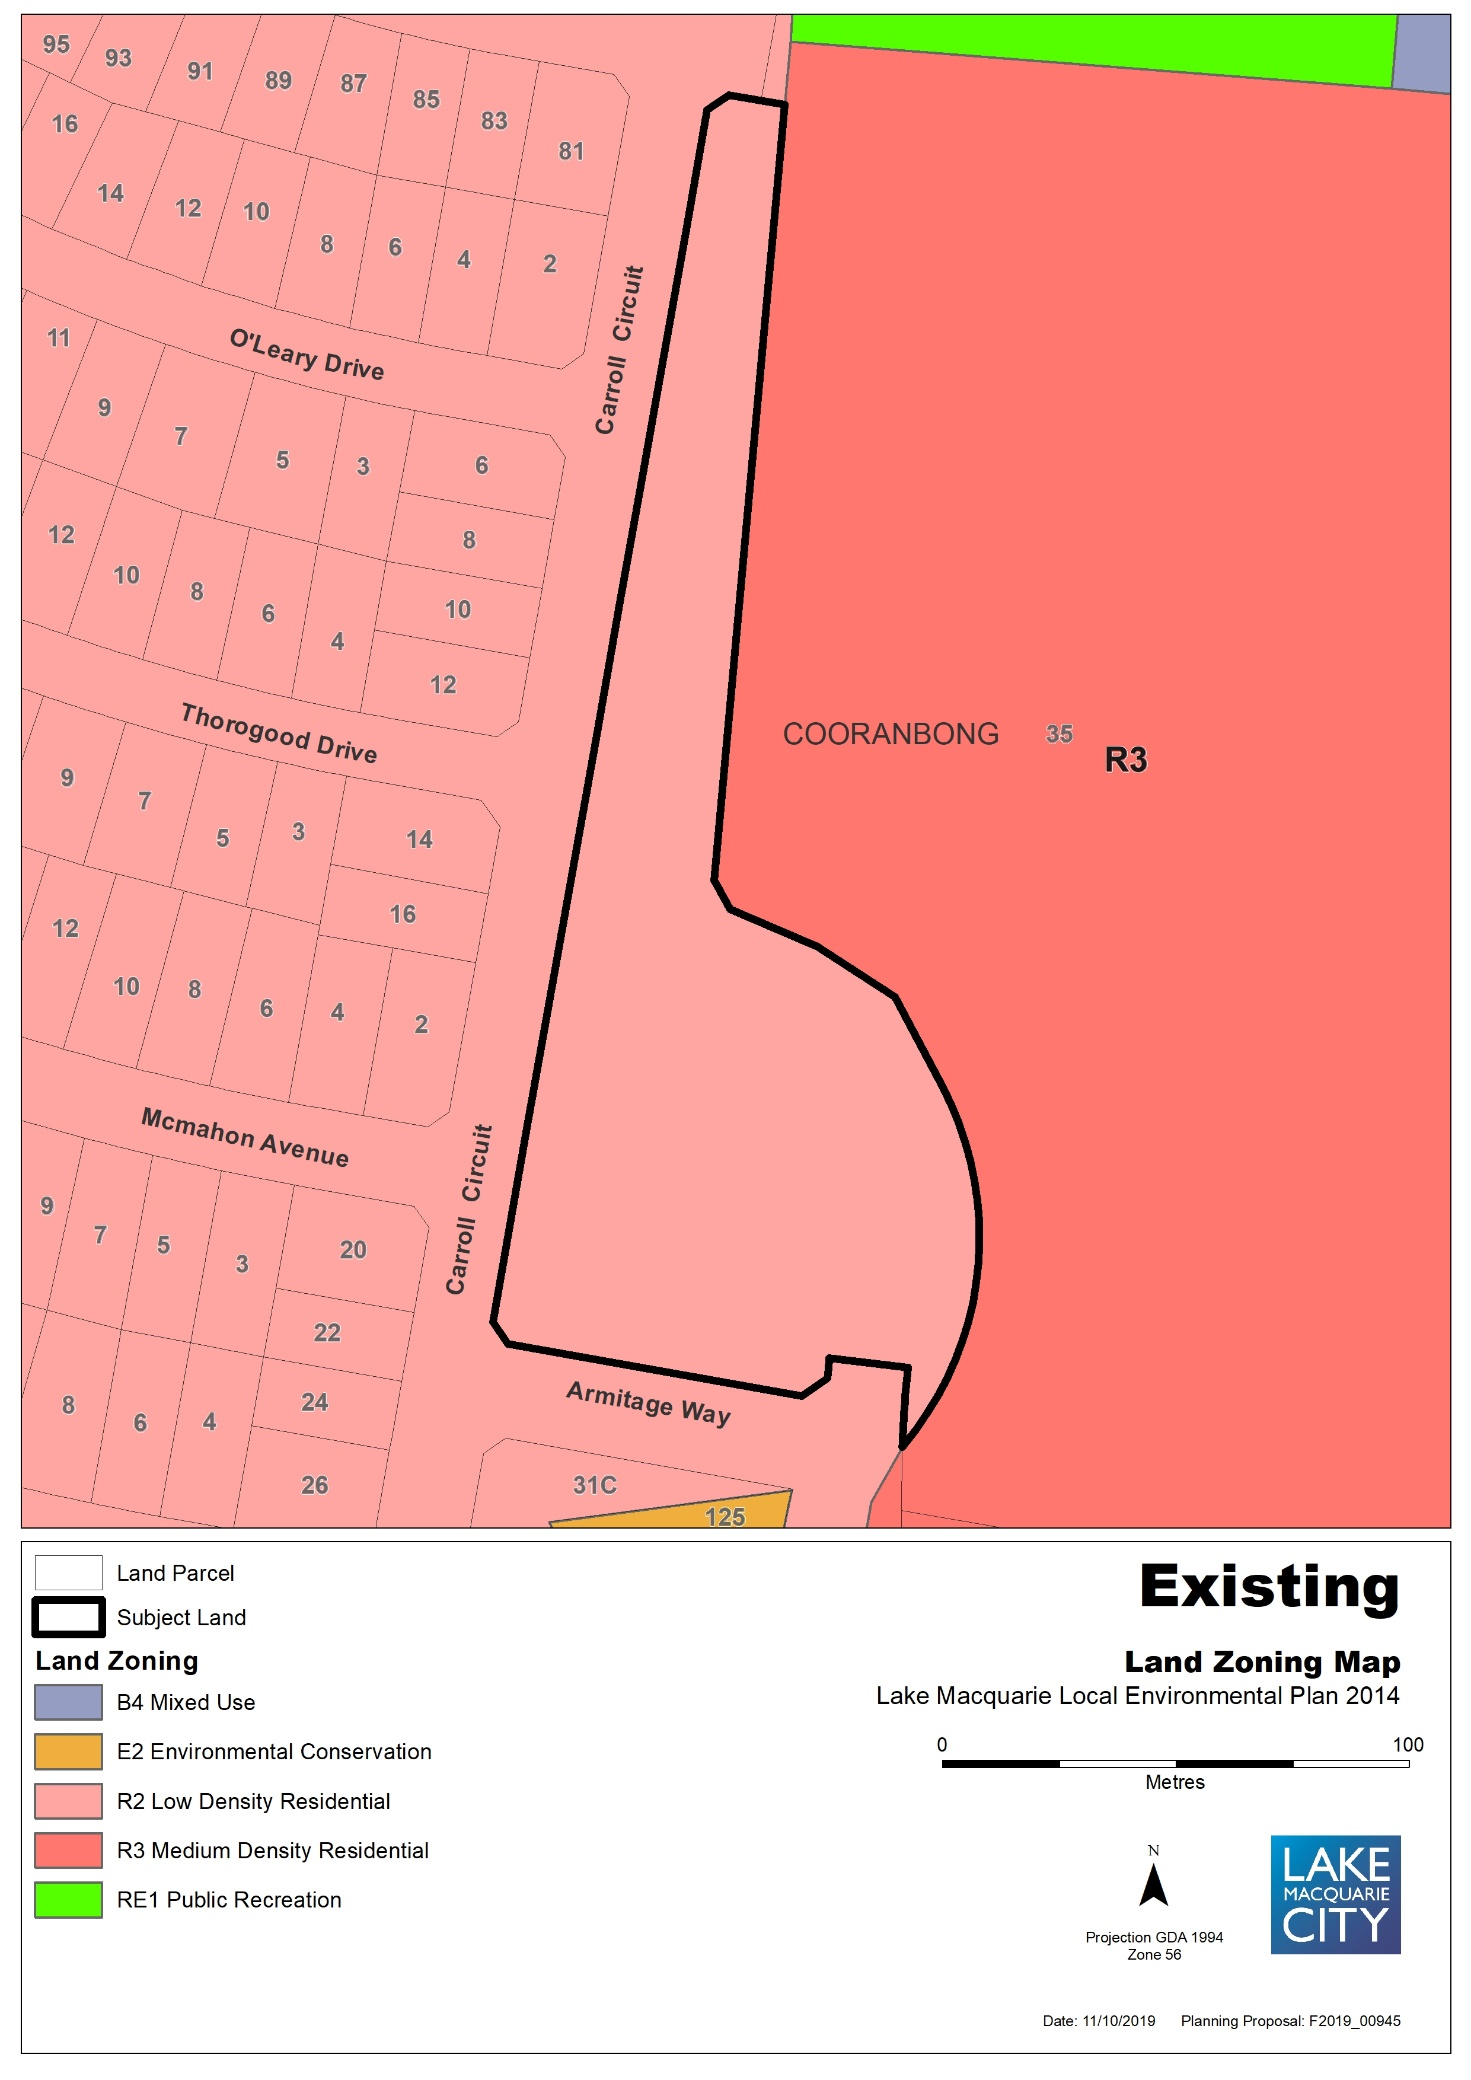 95
93
91
89
87
85
83
81
16
14
12
10
8
6
4
2
Carroll Circuit
O'Leary Drive
11
9
7
5
3
6
8
12
10
8
6
4
10
12
Thorogood Drive
COORANBONG
35
R3
9
7
5
3
14
16
12
10
8
6
4
2
Mcmahon Avenue
Carroll Circuit
9
7
5
3
20
22
8
6
4
24
26
Armitage Way
31C
125
Land Parcel
Subject Land
Land Zoning
B4 Mixed Use
E2 Environmental Conservation
R2 Low Density Residential
R3 Medium Density Residential
RE1 Public Recreation
Existing
Land Zoning Map
Lake Macquarie Local Environmental Plan 2014
0 100
Metres
N
Projection GDA 1994
Zone 56
LAKE
MACQUARIE
CITY
Date: 11/10/2019 Planning Proposal: F2019_00945